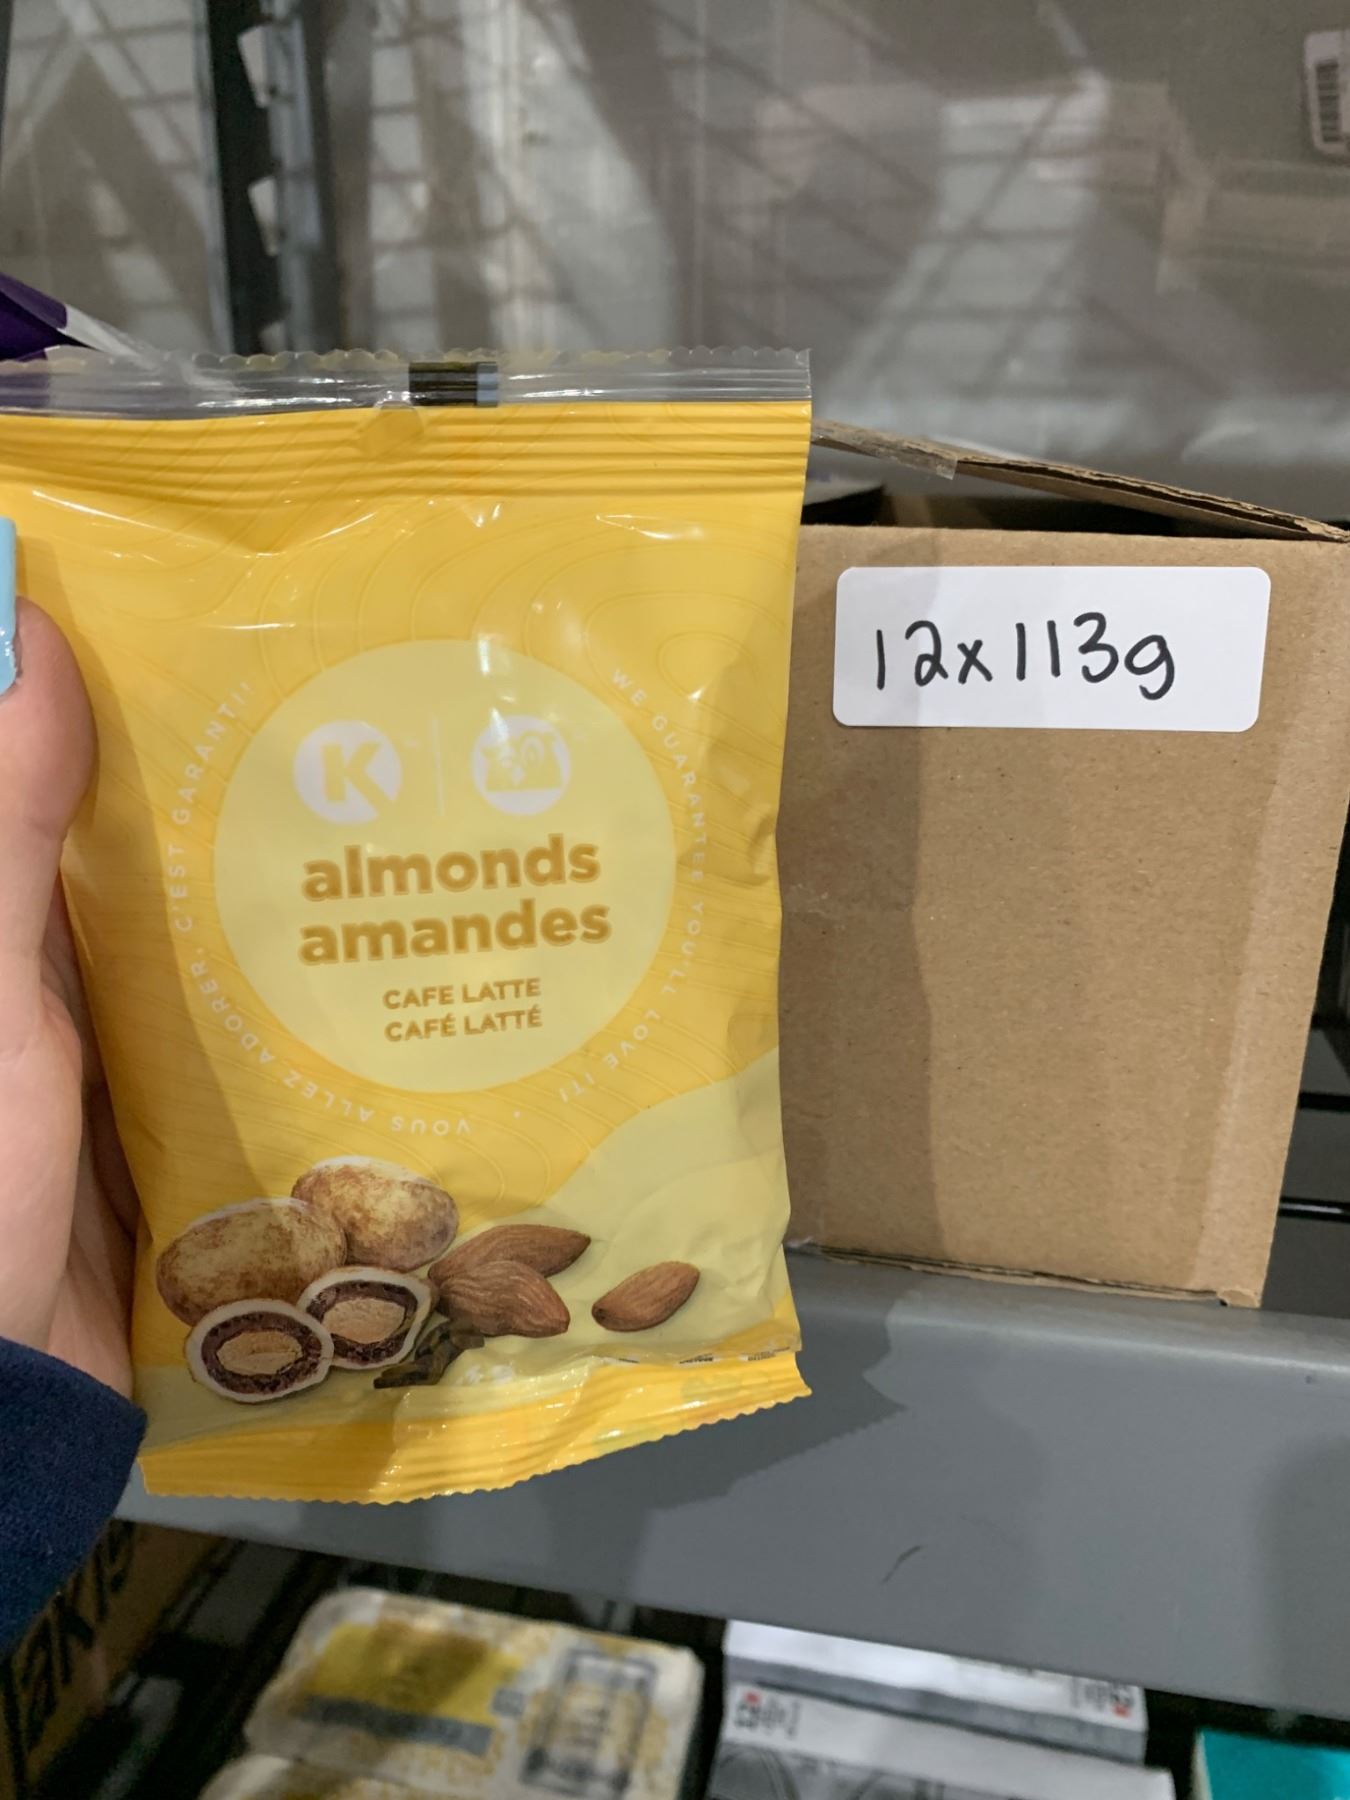 K
almonds
amandes
CAFE LATTE
CAFÉ LATTÉ
WE GUARANTEE YOU'LL LOVE IT!
VOUS ALLEZ ADORER, C'EST GARANTI!
12x113g